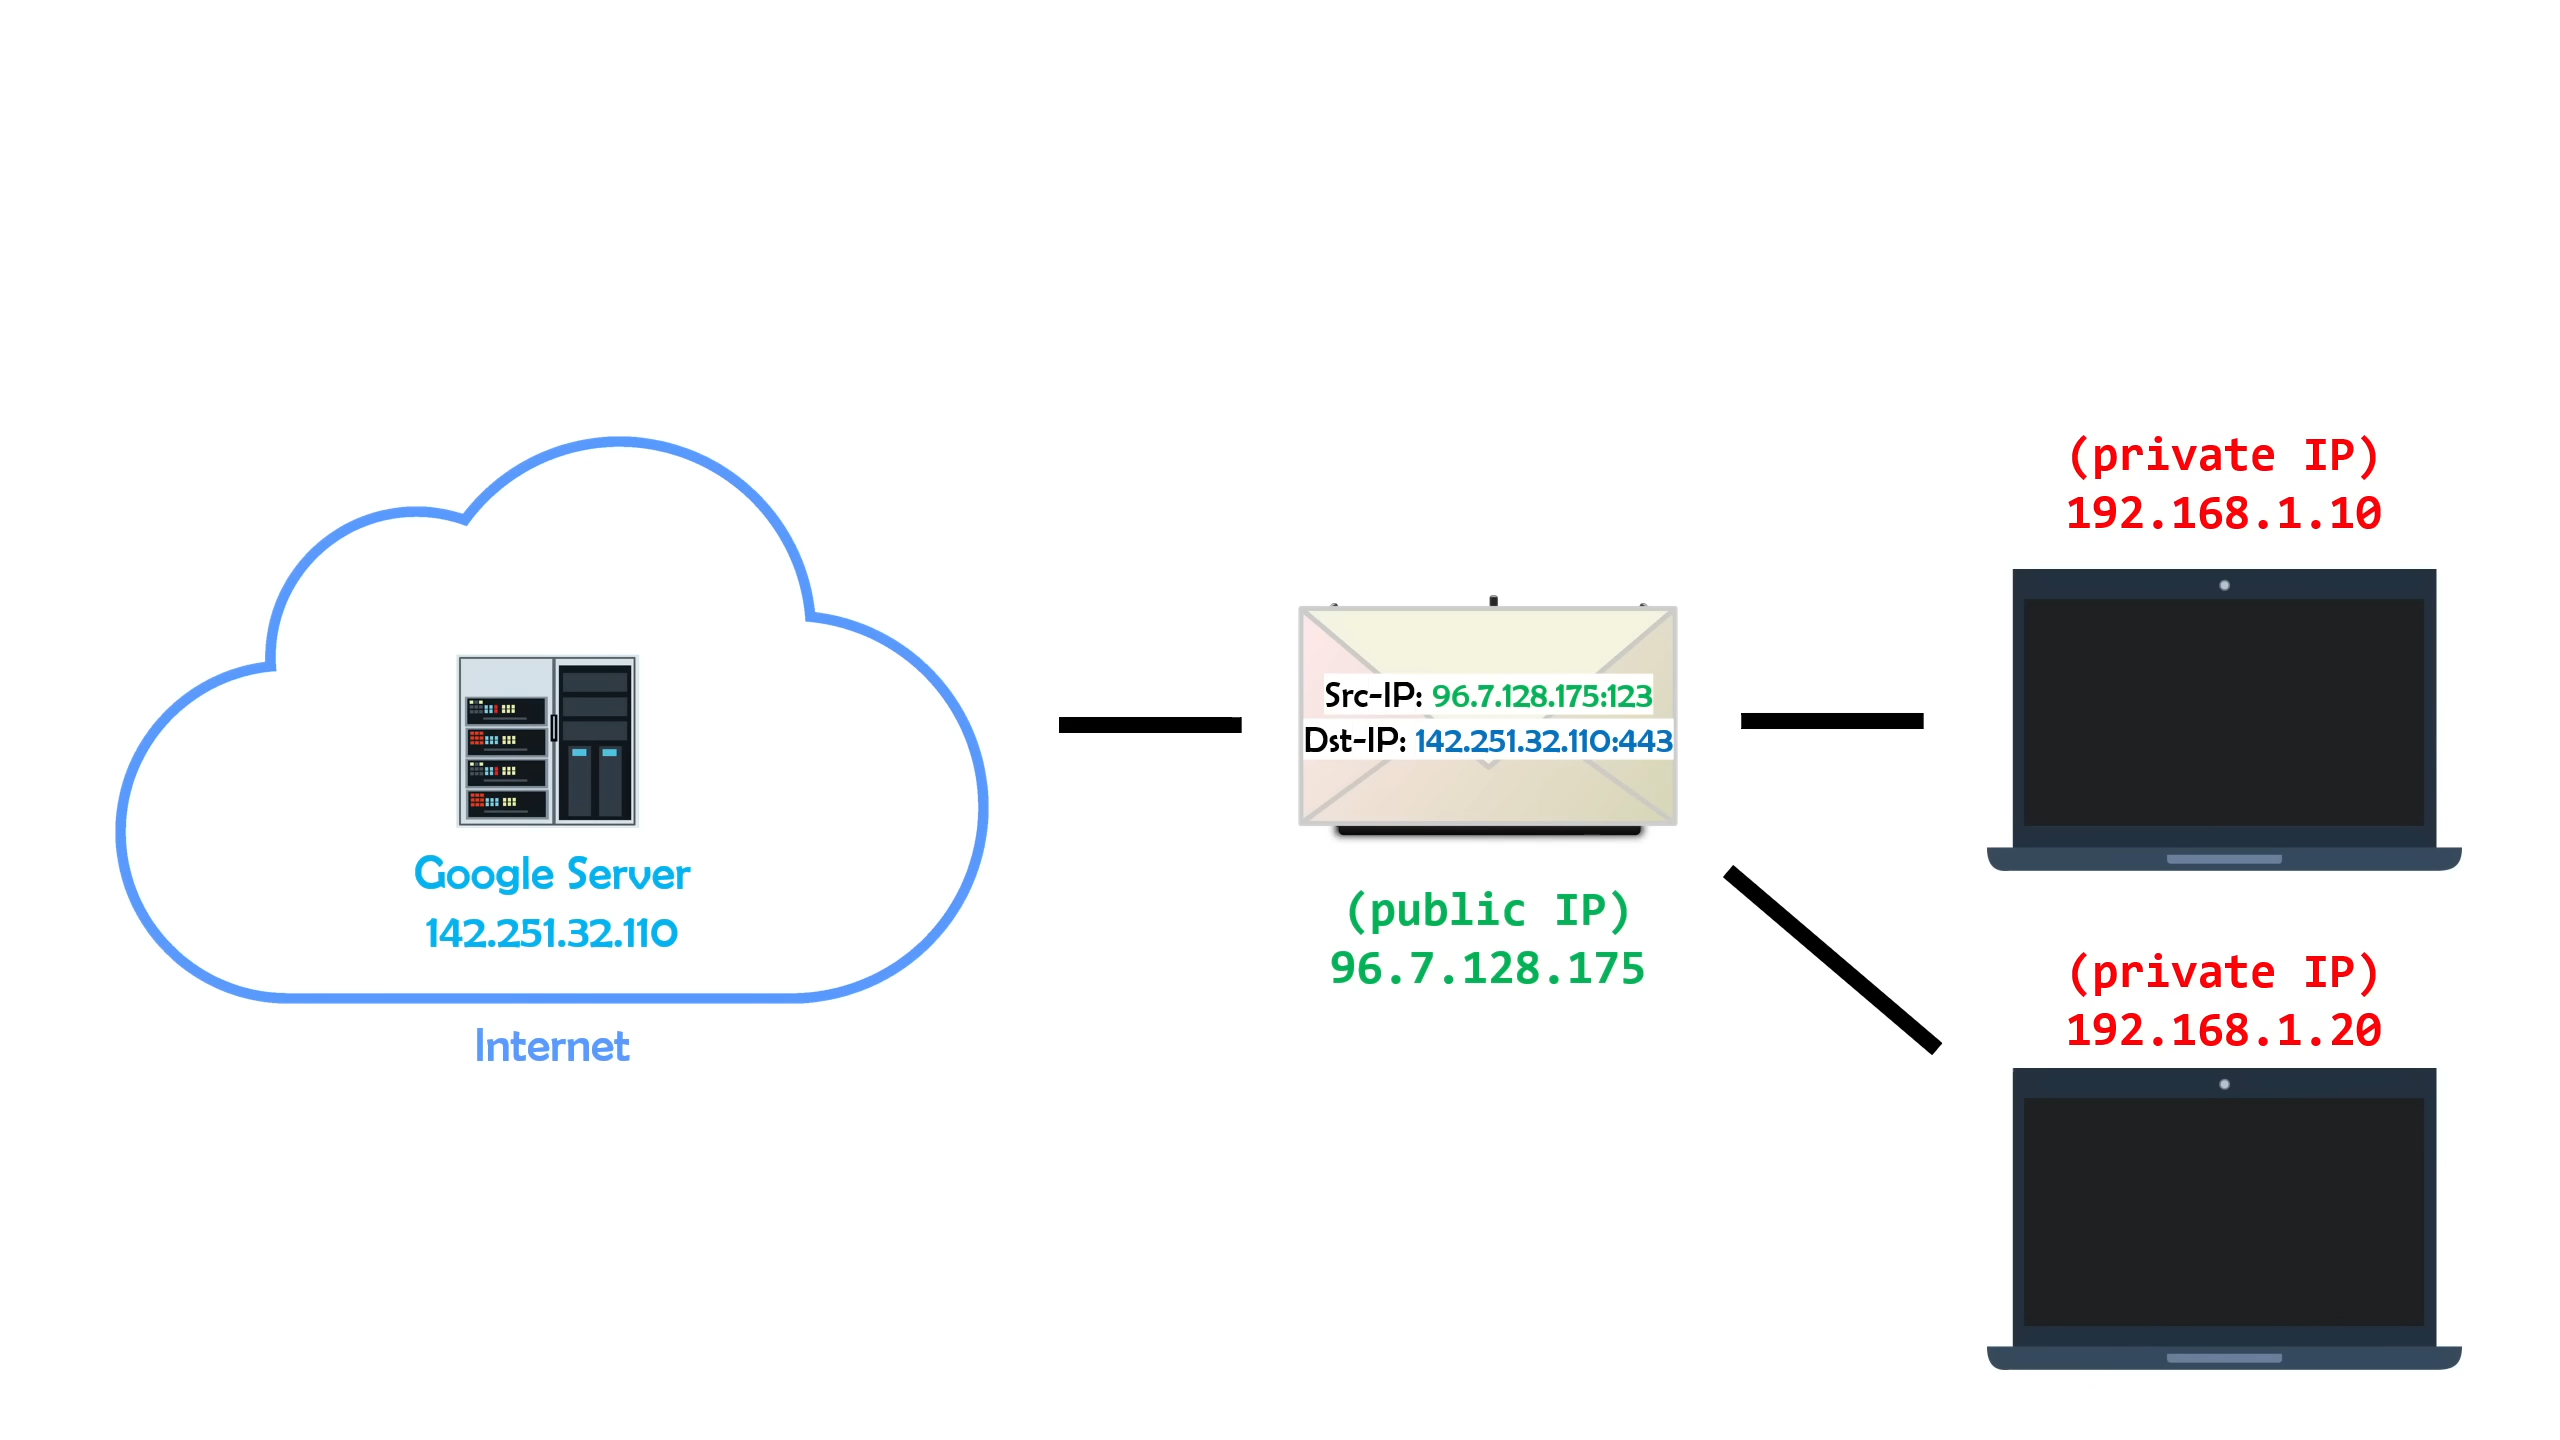 Google Server
142.251.32.110
Internet
Src-IP: 96.7.128.175:123
Dst-IP: 142.251.32.110:443
(public IP)
96.7.128.175
(private IP)
192.168.1.10
(private IP)
192.168.1.20